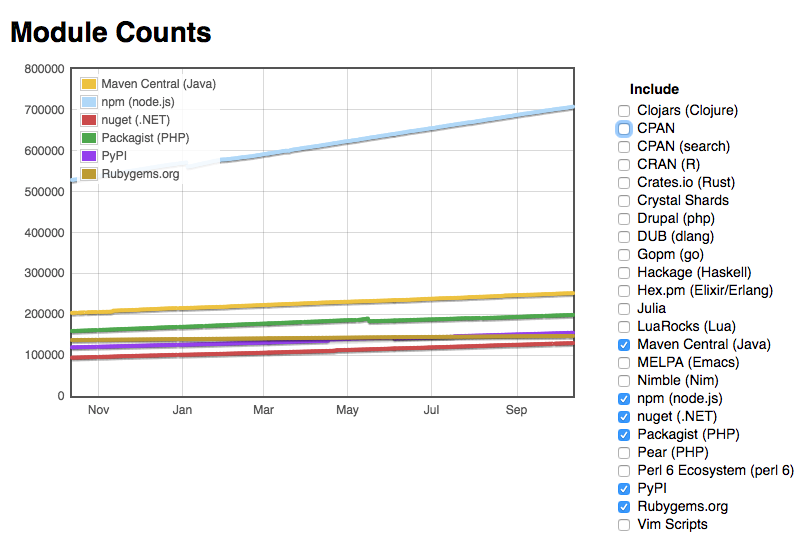 Module Counts
800000
700000
600000
500000
400000
300000
200000
100000
0
Maven Central (Java)
npm (node.js)
nuget (.NET)
Packagist (PHP)
PyPI
Rubygems.org
Nov Jan Mar May Jul Sep
Include
Clojars (Clojure)
CPAN
CPAN (search)
CRAN (R)
Crates.io (Rust)
Crystal Shards
Drupal (php)
DUB (dlang)
Gopm (go)
Hackage (Haskell)
Hex.pm (Elixir/Erlang)
Julia
LuaRocks (Lua)
Maven Central (Java)
MELPA (Emacs)
Nimble (Nim)
npm (node.js)
nuget (.NET)
Packagist (PHP)
Pear (PHP)
Perl 6 Ecosystem (perl 6)
PyPI
Rubygems.org
Vim Scripts